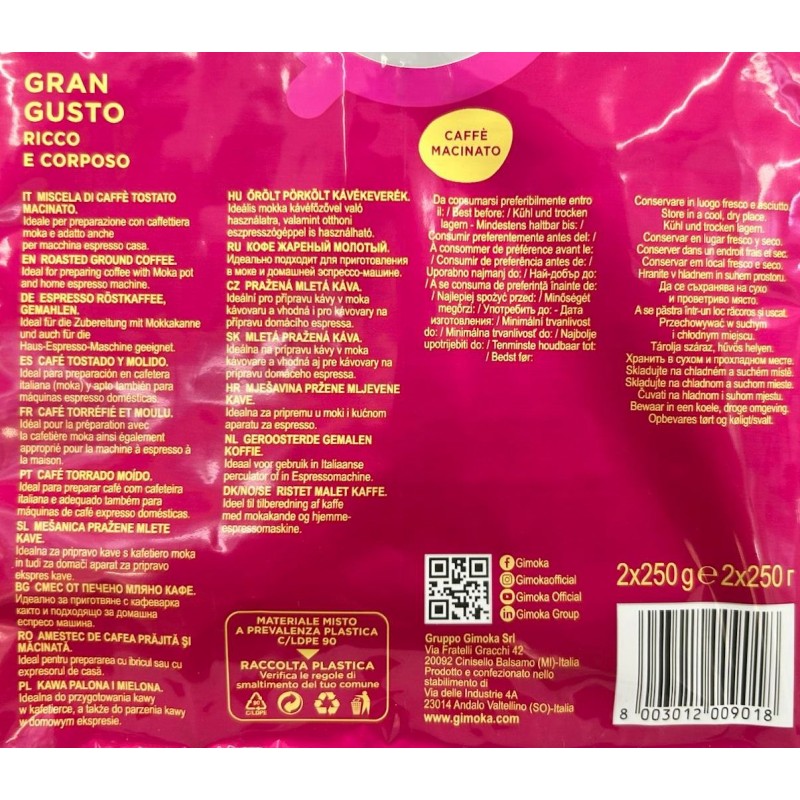 GRAN
GUSTO
RICCO
E CORPOSO
IT MISCELA DI CAFFÈ TOSTATO
MACINATO.
Ideale per preparazione con caffettiera
moka e adatto anche
per macchina espresso casa.
EN ROASTED GROUND COFFEE.
Ideal for preparing coffee with Moka pot
and home espresso machine.
DE ESPRESSO RÖSTKAFFEE,
GEMAHLEN.
Ideal für die Zubereitung mit Mokkakanne
und auch für die
Haus-Espresso-Maschine geeignet.
ES CAFÉ TOSTADO Y MOLIDO.
Ideal para preparación en cafetera
italiana (moka) y apto también para
máquinas espresso domésticas.
FR CAFÉ TORRÉFIÉ ET MOULU.
Idéal pour la préparation avec
la cafetière moka ainsi également
approprié pour la machine à espresso à
la maison.
PT CAFÉ TORRADO MOÍDO.
Ideal para preparar café com cafeteira
italiana e adequado também para
máquinas de café expresso domésticas.
SL MEŠANICA PRAŽENE MLETE
KAVE.
Idealna za pripravo kave s kafetiero moka
in tudi za domači aparat za pripravo
ekspres kave.
BG СМЕС ОТ ПЕЧЕНО МЛЯНО КАФЕ.
Идеално за приготвяне с кафеварка
както и подходящо за домашна
еспресо машина.
RO AMESTEC DE CAFEA PRĂJITĂ ŞI
MĂCINATĂ.
Ideal pentru prepararea cu ibricul sau cu
expresorul de casă.
PL KAWA PALONA I MIELONA.
Idealna do przygotowania kawy
w kafetierce, a także do parzenia kawy
w domowym ekspresie.
HU ŐRÖLT PÖRKÖLT KÁVÉKEVERÉK.
Ideális mokka kávéfőzővel való
használatra, valamint otthoni
eszpresszógéppel is használható.
RU КОФЕ ЖАРЕНЫЙ МОЛОТЫЙ.
Идеально подходит для приготовления
в моке и домашней эспрессо-машине.
CZ PRAŽENÁ MLETÁ KÁVA.
Ideální pro přípravu kávy v moka
kávovaru a vhodná i pro kávovary na
přípravu domácího espressa.
SK MLETÁ PRAŽENÁ KÁVA.
Ideálna na prípravu kávy v moka
kávovare a vhodná aj pre kávovary na
prípravu domáceho espressa.
HR MJEŠAVINA PRŽENE MLJEVENE
KAVE.
Idealna za pripremu u moki i kućnom
aparatu za espresso.
NL GEROOSTERDE GEMALEN
KOFFIE.
Ideaal voor gebruik in Italiaanse
percolator of in Espressomachine.
DK/NO/SE RISTET MALET KAFFE.
Ideel til tilberedning af kaffe
med mokakande og hjemme-
espressomaskine.
MATERIALE MISTO
A PREVALENZA PLASTICA
C/LDPE 90
RACCOLTA PLASTICA
Verifica le regole di
smaltimento del tuo comune
90
C/LDPE
CAFFÈ
MACINATO
Da consumarsi preferibilmente entro
il: / Best before: / Kühl und trocken
lagern - Mindestens haltbar bis: /
Consumir preferentemente antes del: /
A consommer de préférence avant le:
/ Consumir de preferência antes de: /
Uporabno najmanj do: / Най-добър до:
/ A se consuma de preferinţă înainte de:
/ Najlepiej spożyć przed: / Minőségét
megőrzi: / Употребить до: - Дата
изготовления: / Minimální trvanlivost
do: / Minimálna trvanlivosť do: / Najbolje
upotrijebiti do: / Tenminste houdbaar tot:
/ Bedst før:
Conservare in luogo fresco e asciutto.
Store in a cool, dry place.
Kühl und trocken lagern.
Conservar en lugar fresco y seco.
Conserver dans un endroit frais et sec.
Conservar em local fresco e seco.
Hranite v hladnem in suhem prostoru.
Да се съхранява на сухо
и проветриво място.
A se păstra într-un loc răcoros şi uscat.
Przechowywać w suchym
i chłodnym miejscu.
Tárolja száraz, hűvös helyen.
Хранить в сухом и прохладном месте.
Skladujte na chladném a suchém místě.
Skladujte na chladnom a suchom mieste.
Čuvati na hladnom i suhom mjestu.
Bewaar in een koele, droge omgeving.
Opbevares tørt og køligt/svalt.
Gimoka
Gimokaofficial
Gimoka Official
Gimoka Group
Gruppo Gimoka Srl
Via Fratelli Gracchi 42
20092 Cinisello Balsamo (MI)-Italia
Prodotto e confezionato nello
stabilimento di
Via delle Industrie 4A
23014 Andalo Valtellino (SO)-Italia
www.gimoka.com
2x250 g e 2x250 г
8 003012 009018